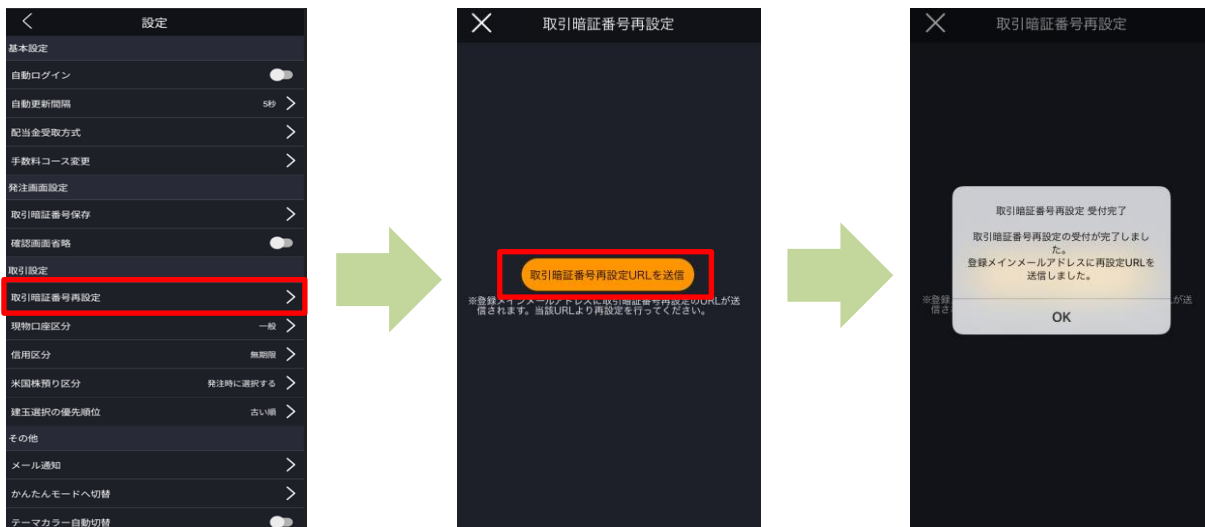 設定
基本設定
自動ログイン
自動更新間隔 5秒
配当金受取方式
手数料コース変更
発注画面設定
取引暗証番号保存
確認画面省略
取引設定
取引暗証番号再設定
現物口座区分 一般
信用区分 無期限
米国株預り区分 発注時に選択する
建玉選択の優先順位 古い順
その他
メール通知
かんたんモードへ切替
テーマカラー自動切替
取引暗証番号再設定
取引暗証番号再設定URLを送信
※登録メインメールアドレスに取引暗証番号再設定のURLが送
信されます。当該URLより再設定を行ってください。
取引暗証番号再設定
取引暗証番号再設定 受付完了
取引暗証番号再設定の受付が完了しまし
た。
登録メインメールアドレスに再設定URLを
送信しました。
※登録 が送
信さ
OK